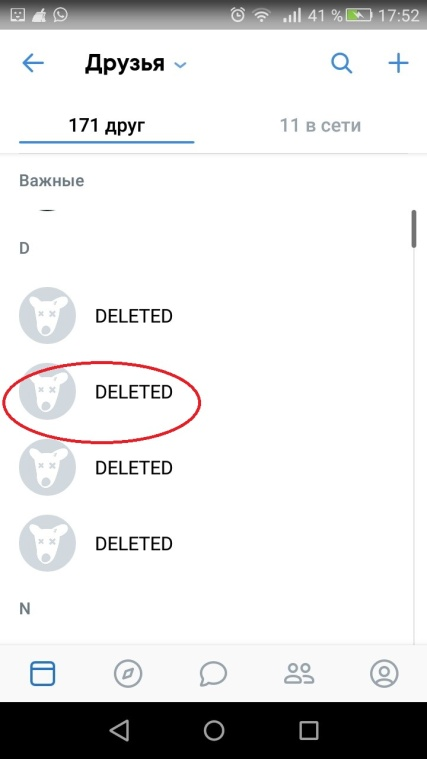 41 % 17:52
Друзья
171 друг 11 в сети
Важные
D
DELETED
DELETED
DELETED
DELETED
N